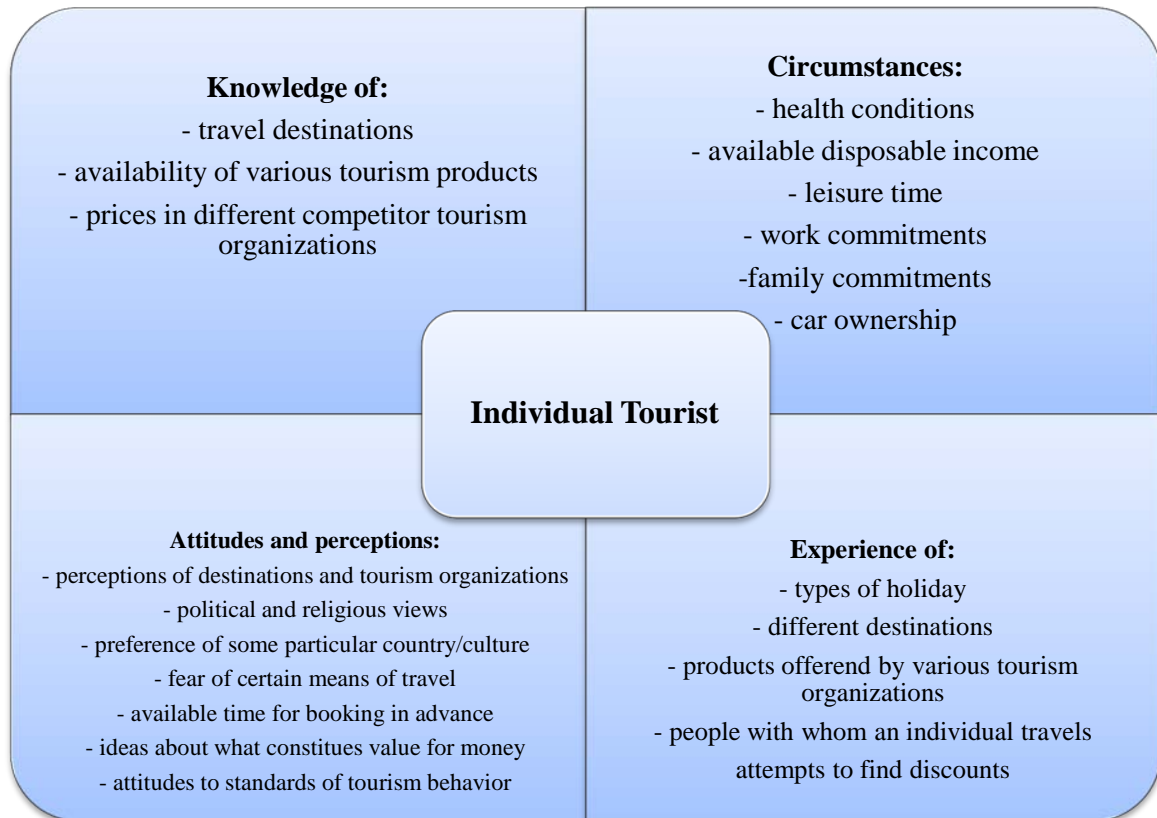 Knowledge of:
- travel destinations
- availability of various tourism products
- prices in different competitor tourism
organizations
Circumstances:
- health conditions
- available disposable income
- leisure time
- work commitments
-family commitments
- car ownership
Individual Tourist
Attitudes and perceptions:
- perceptions of destinations and tourism organizations
- political and religious views
- preference of some particular country/culture
- fear of certain means of travel
- available time for booking in advance
- ideas about what constitues value for money
- attitudes to standards of tourism behavior
Experience of:
- types of holiday
- different destinations
- products offerend by various tourism
organizations
- people with whom an individual travels
attempts to find discounts